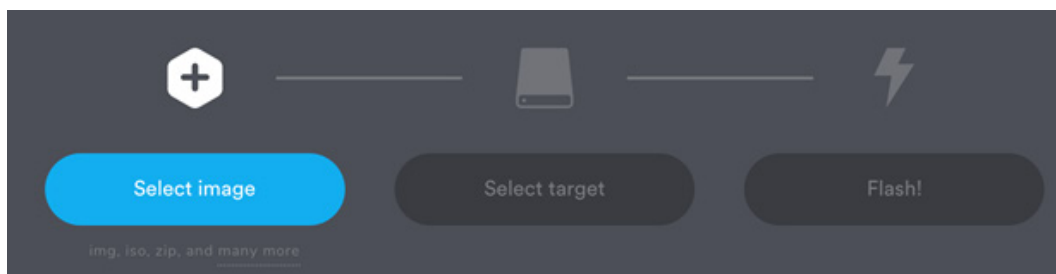 Select image
Select target
Flash!
img, iso, zip, and many more